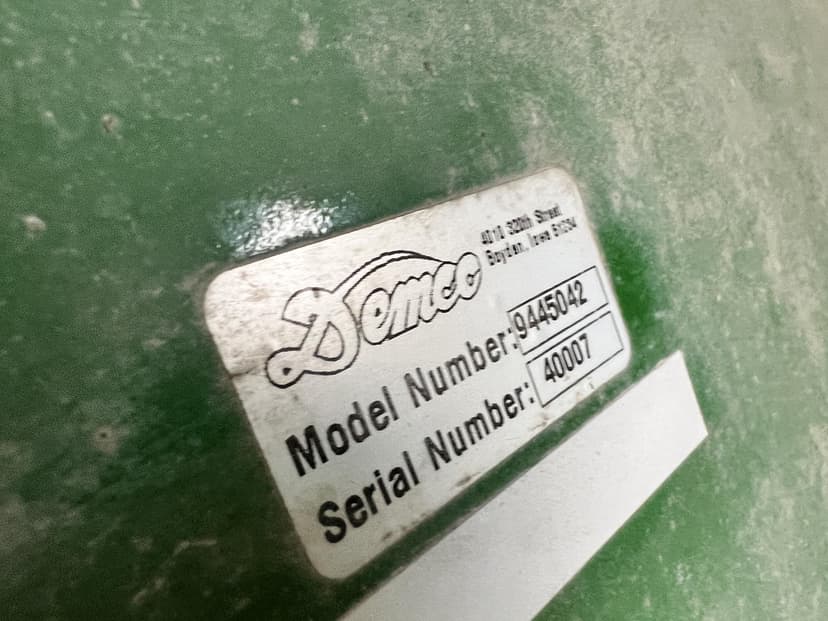 Demco
4010 320th Street
Boyden, Iowa 51234
Model Number: 9445042
Serial Number: 40007